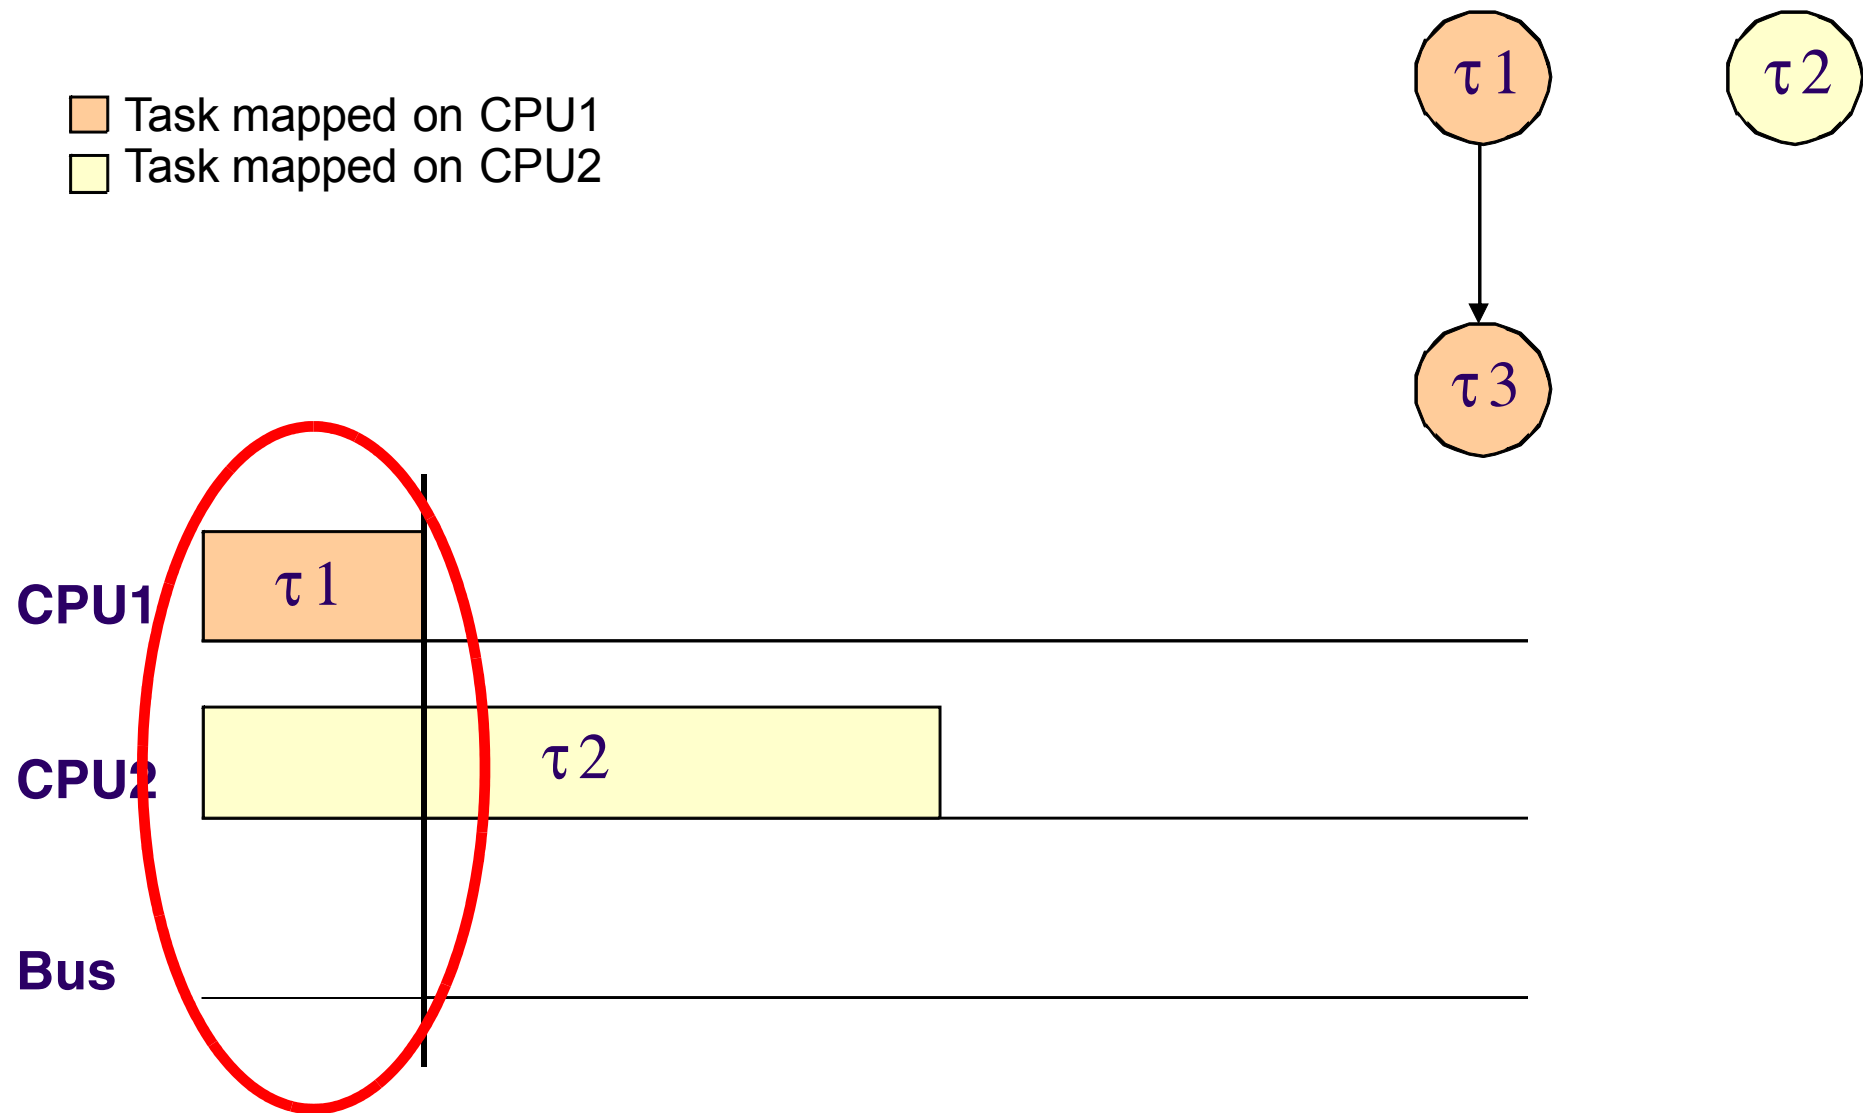 τ1
τ2
Task mapped on CPU1
Task mapped on CPU2
τ3
CPU1
τ1
CPU2
τ2
Bus